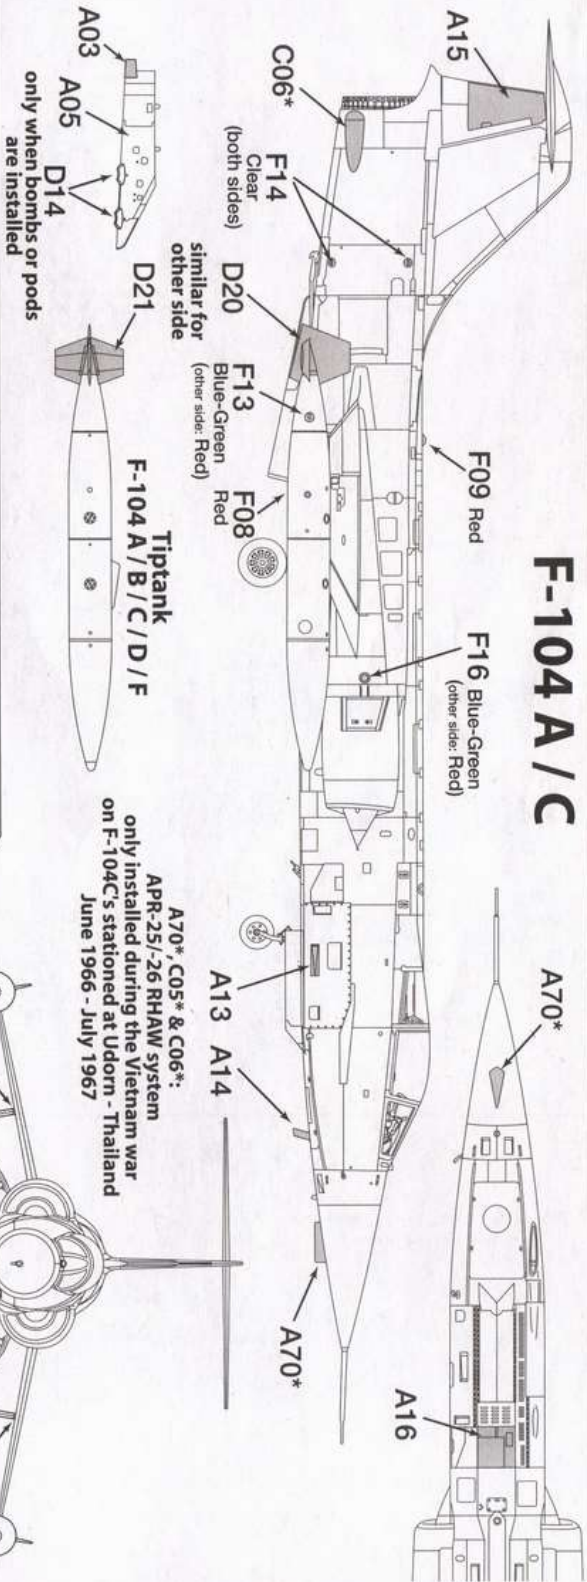 F-104 A / C
A15
C06*
F14
Clear
(both sides)
F09 Red
F16 Blue-Green
(other side: Red)
A70*
A03
A05
D14
only when bombs or pods
are installed
D20
similar for
other side
F13
Blue-Green
(other side: Red)
F08
Red
D21
Tiptank
F-104 A / B / C / D / F
A13
A14
A70*
A16
A70*, C05* & C06*:
APR-25/-26 RHAW system
only installed during the Vietnam war
on F-104C's stationed at Udorn - Thailand
June 1966 - July 1967